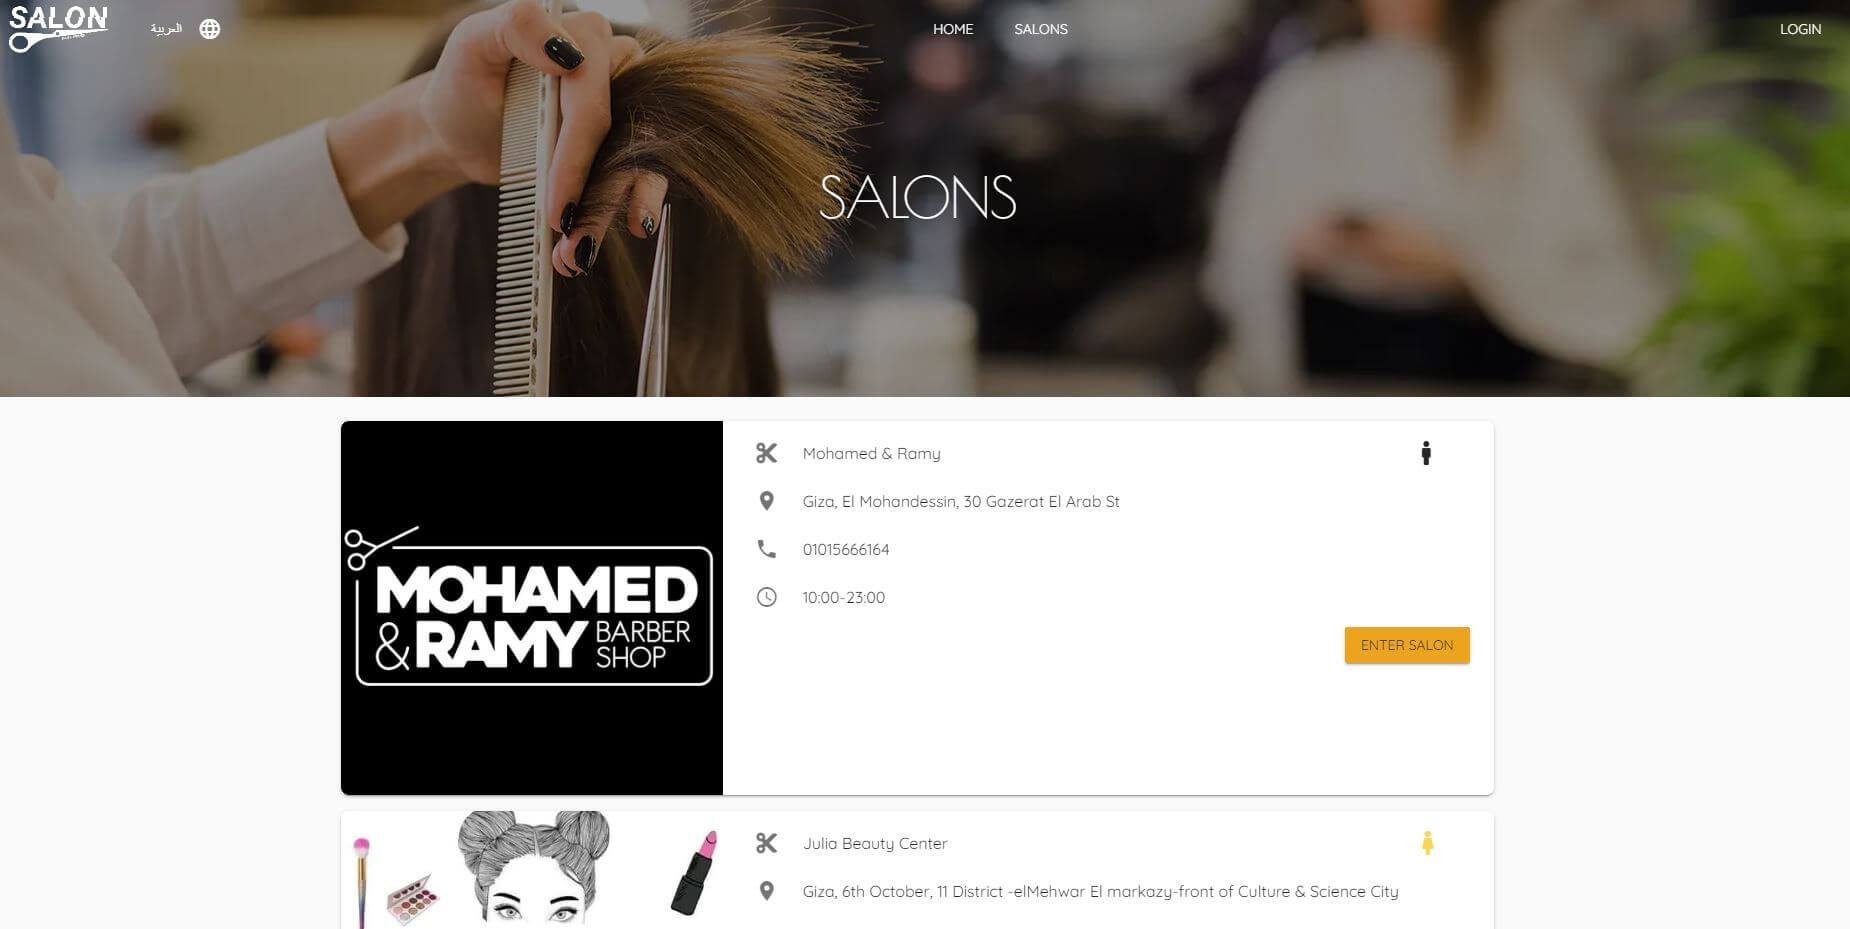 SALON
العربية
HOME
SALONS
LOGIN
SALONS
MOHAMED
& RAMY BARBER SHOP
Mohamed & Ramy
Giza, El Mohandessin, 30 Gazerat El Arab St
01015666164
10:00-23:00
ENTER SALON
Julia Beauty Center
Giza, 6th October, 11 District -elMehwar El markazy-front of Culture & Science City